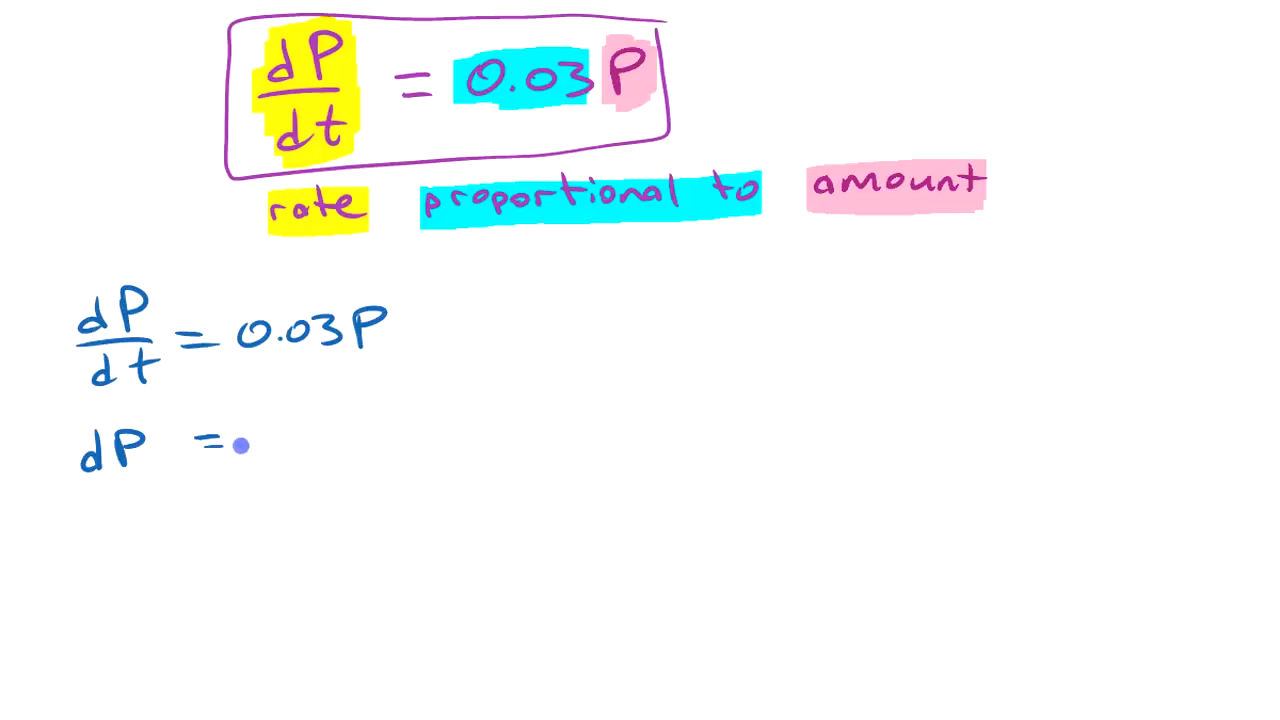 dP/dt = 0.03P
rate proportional to amount
dP/dt = 0.03P
dP =